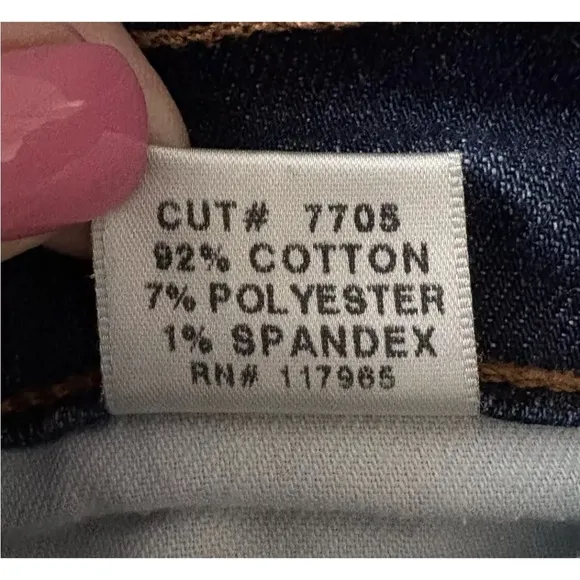 CUT# 7705
92% COTTON
7% POLYESTER
1% SPANDEX
RN# 117965